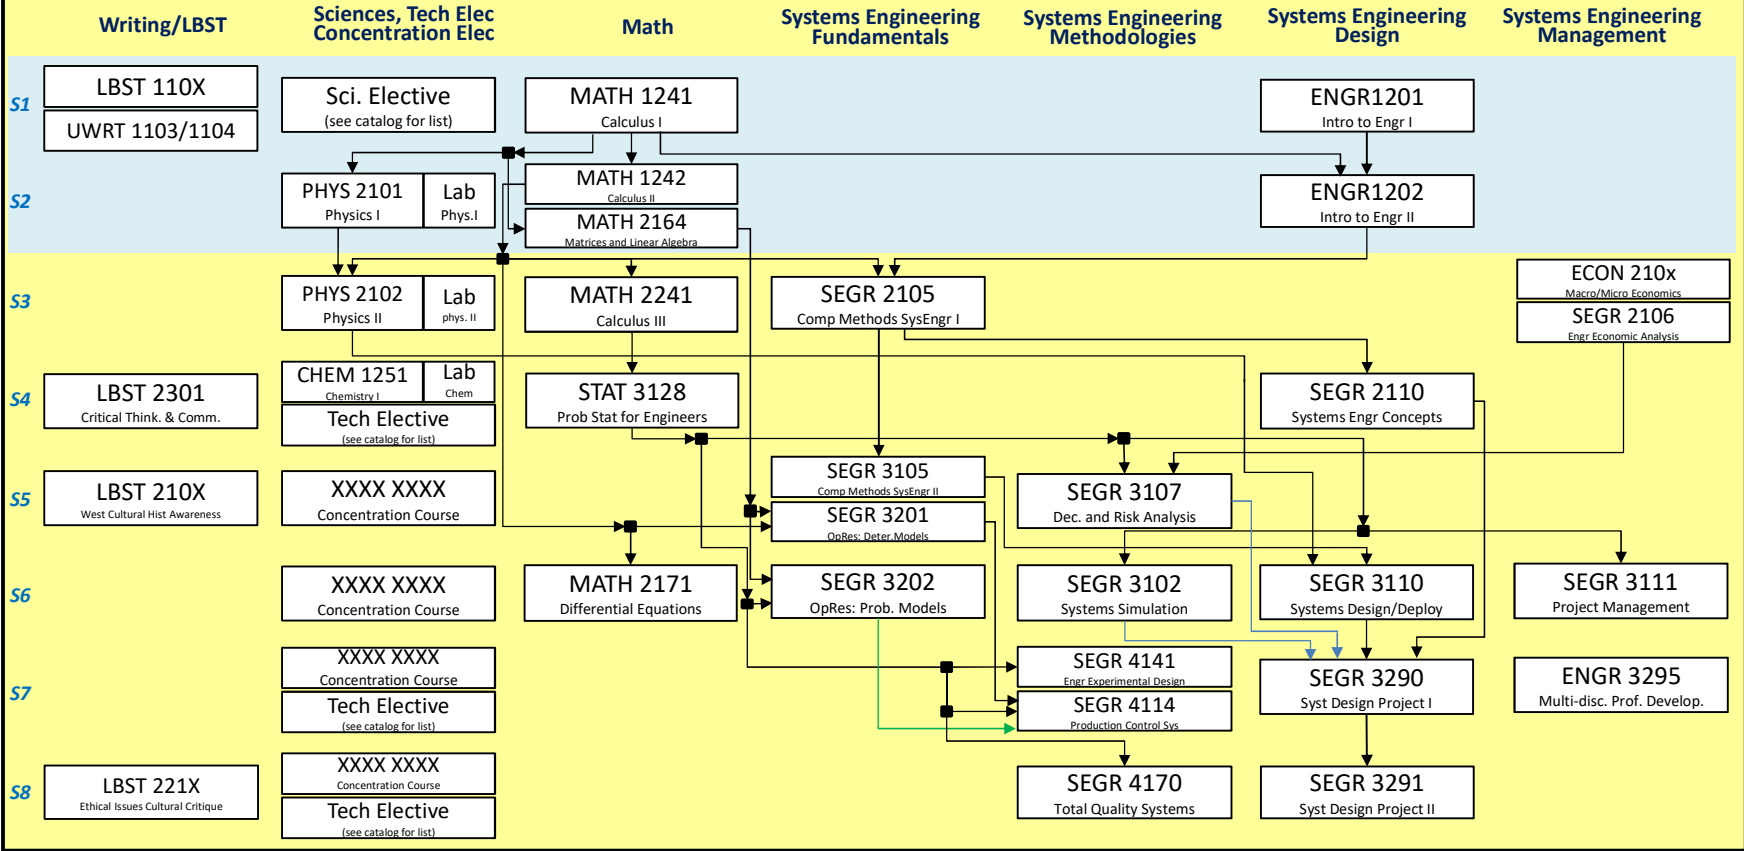 Writing/LBST
Sciences, Tech Elec
Concentration Elec
Math
Systems Engineering
Fundamentals
Systems Engineering
Methodologies
Systems Engineering
Design
Systems Engineering
Management
S1
LBST 110X
UWRT 1103/1104
Sci. Elective
(see catalog for list)
MATH 1241
Calculus I
ENGR1201
Intro to Engr I
S2
PHYS 2101
Physics I
Lab
Phys.I
MATH 1242
Calculus II
MATH 2164
Matrices and Linear Algebra
ENGR1202
Intro to Engr II
S3
PHYS 2102
Physics II
Lab
phys. II
MATH 2241
Calculus III
SEGR 2105
Comp Methods SysEngr I
ECON 210x
Macro/Micro Economics
SEGR 2106
Engr Economic Analysis
S4
LBST 2301
Critical Think. & Comm.
CHEM 1251
Chemistry I
Lab
Chem
Tech Elective
(see catalog for list)
STAT 3128
Prob Stat for Engineers
SEGR 2110
Systems Engr Concepts
S5
LBST 210X
West Cultural Hist Awareness
XXXX XXXX
Concentration Course
SEGR 3105
Comp Methods SysEngr II
SEGR 3201
OpRes: Deter.Models
SEGR 3107
Dec. and Risk Analysis
S6
XXXX XXXX
Concentration Course
MATH 2171
Differential Equations
SEGR 3202
OpRes: Prob. Models
SEGR 3102
Systems Simulation
SEGR 3110
Systems Design/Deploy
SEGR 3111
Project Management
S7
XXXX XXXX
Concentration Course
Tech Elective
(see catalog for list)
SEGR 4141
Engr Experimental Design
SEGR 4114
Production Control Sys
SEGR 3290
Syst Design Project I
ENGR 3295
Multi-disc. Prof. Develop.
S8
LBST 221X
Ethical Issues Cultural Critique
XXXX XXXX
Concentration Course
Tech Elective
(see catalog for list)
SEGR 4170
Total Quality Systems
SEGR 3291
Syst Design Project II